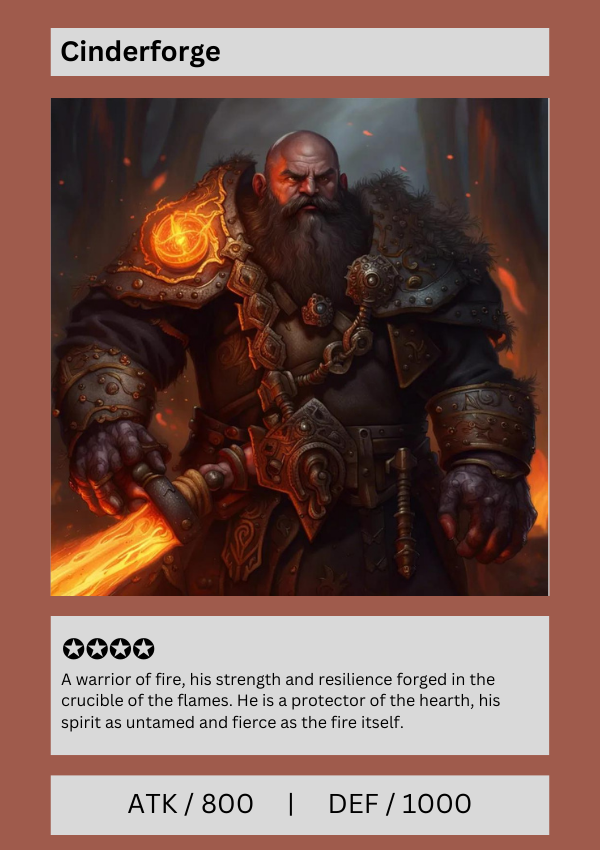 Cinderforge
✪✪✪✪
A warrior of fire, his strength and resilience forged in the
crucible of the flames. He is a protector of the hearth, his
spirit as untamed and fierce as the fire itself.
ATK / 800 | DEF / 1000